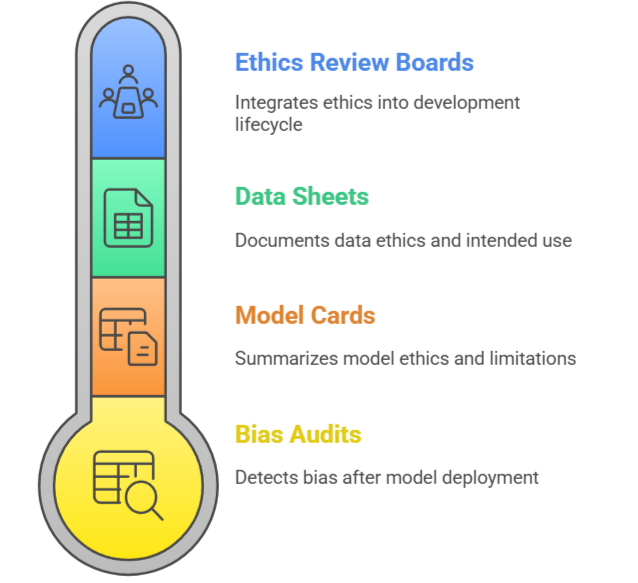 Ethics Review Boards
Integrates ethics into development
lifecycle
Data Sheets
Documents data ethics and intended use
Model Cards
Summarizes model ethics and limitations
Bias Audits
Detects bias after model deployment